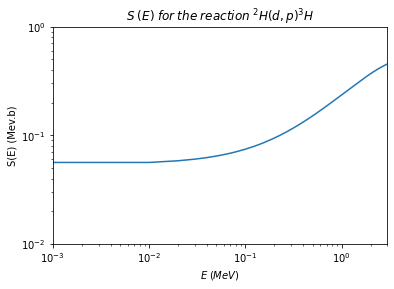 S (E) for the reaction ²H(d, p)³H
S(E) (Mev.b)
10⁰
10⁻¹
10⁻²
10⁻³ 10⁻² 10⁻¹ 10⁰
E (MeV)